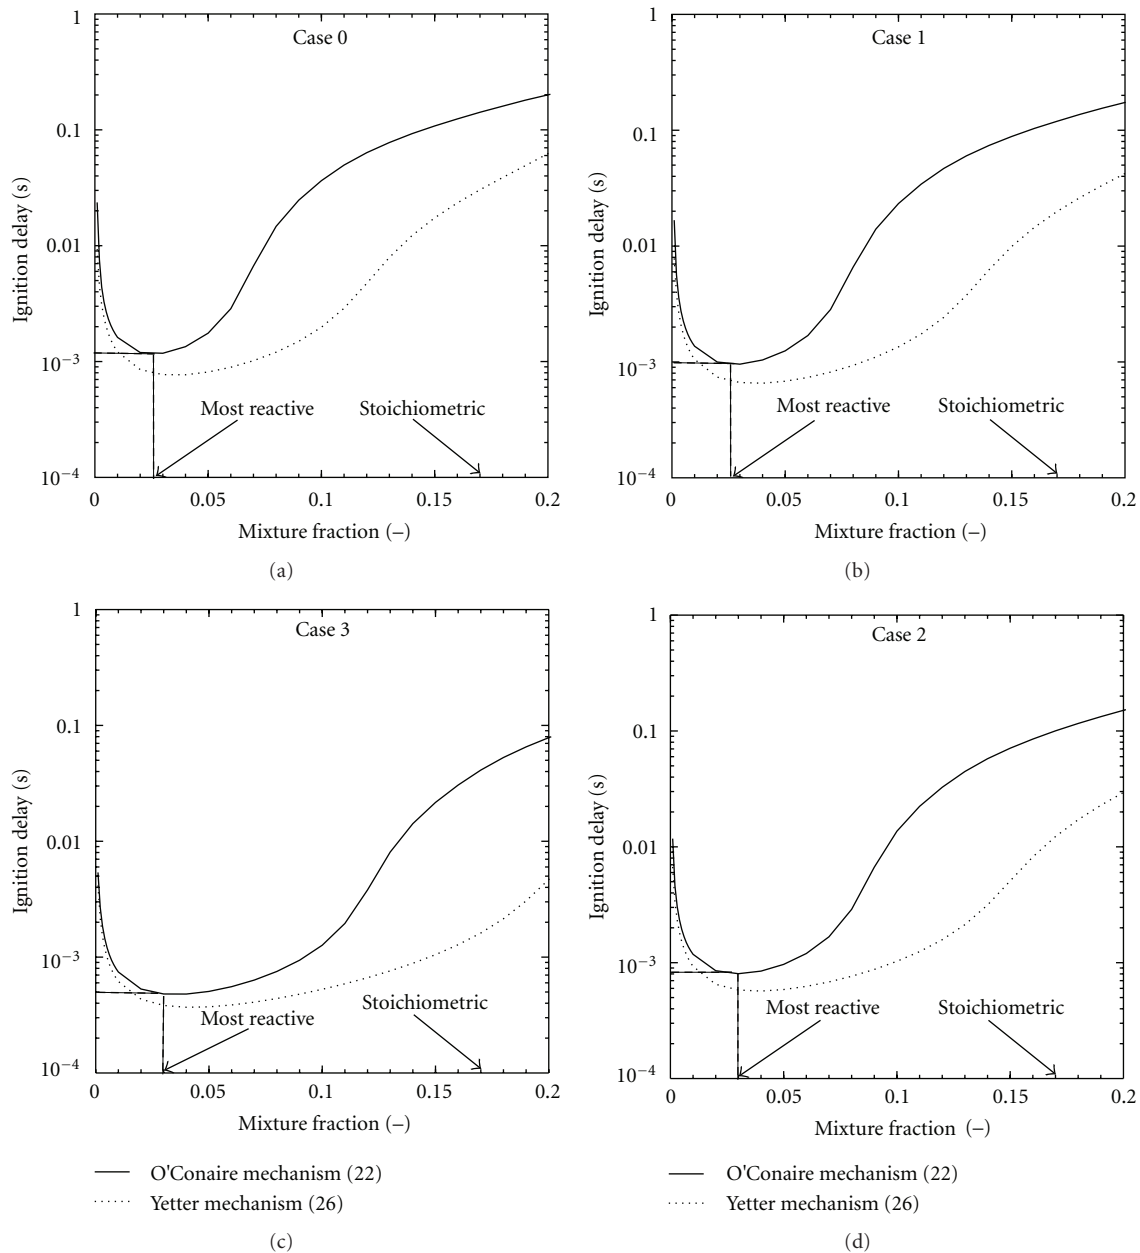 1
Case 0
0.1
0.01
10−3
10−4
Ignition delay (s)
Most reactive
Stoichiometric
0 0.05 0.1 0.15 0.2
Mixture fraction (–)
(a)
1
Case 1
0.1
0.01
10−3
10−4
Ignition delay (s)
Most reactive
Stoichiometric
0 0.05 0.1 0.15 0.2
Mixture fraction (–)
(b)
1
Case 3
0.1
0.01
10−3
10−4
Ignition delay (s)
Most reactive
Stoichiometric
0 0.05 0.1 0.15 0.2
Mixture fraction (–)
O'Conaire mechanism (22)
Yetter mechanism (26)
(c)
1
Case 2
0.1
0.01
10−3
10−4
Ignition delay (s)
Most reactive
Stoichiometric
0 0.05 0.1 0.15 0.2
Mixture fraction (–)
O'Conaire mechanism (22)
Yetter mechanism (26)
(d)